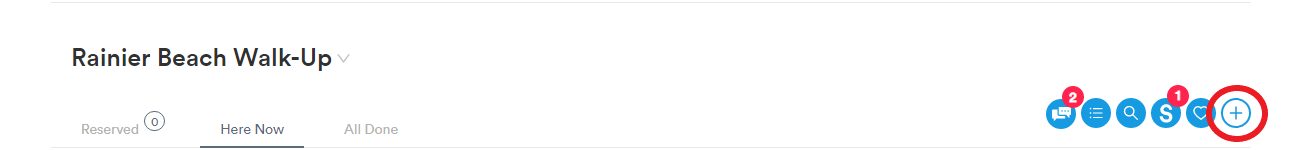 Rainier Beach Walk-Up
2 1
S
Reserved 0 Here Now All Done